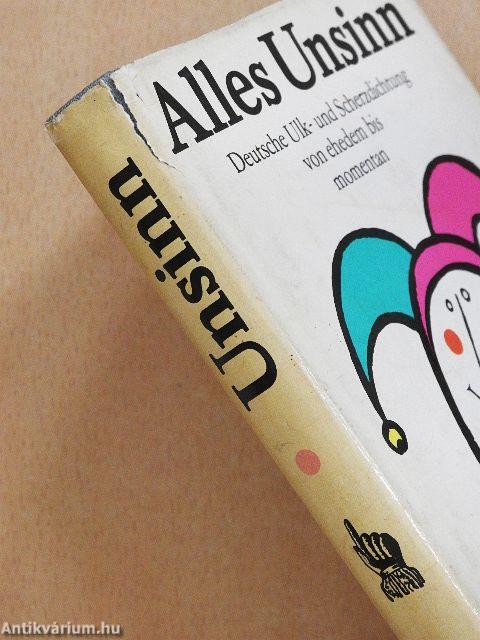 Alles Unsinn
Deutsche Ulk- und Scherzdichtung
von ehedem bis
momentan
Unsinn
Antikvárium.hu